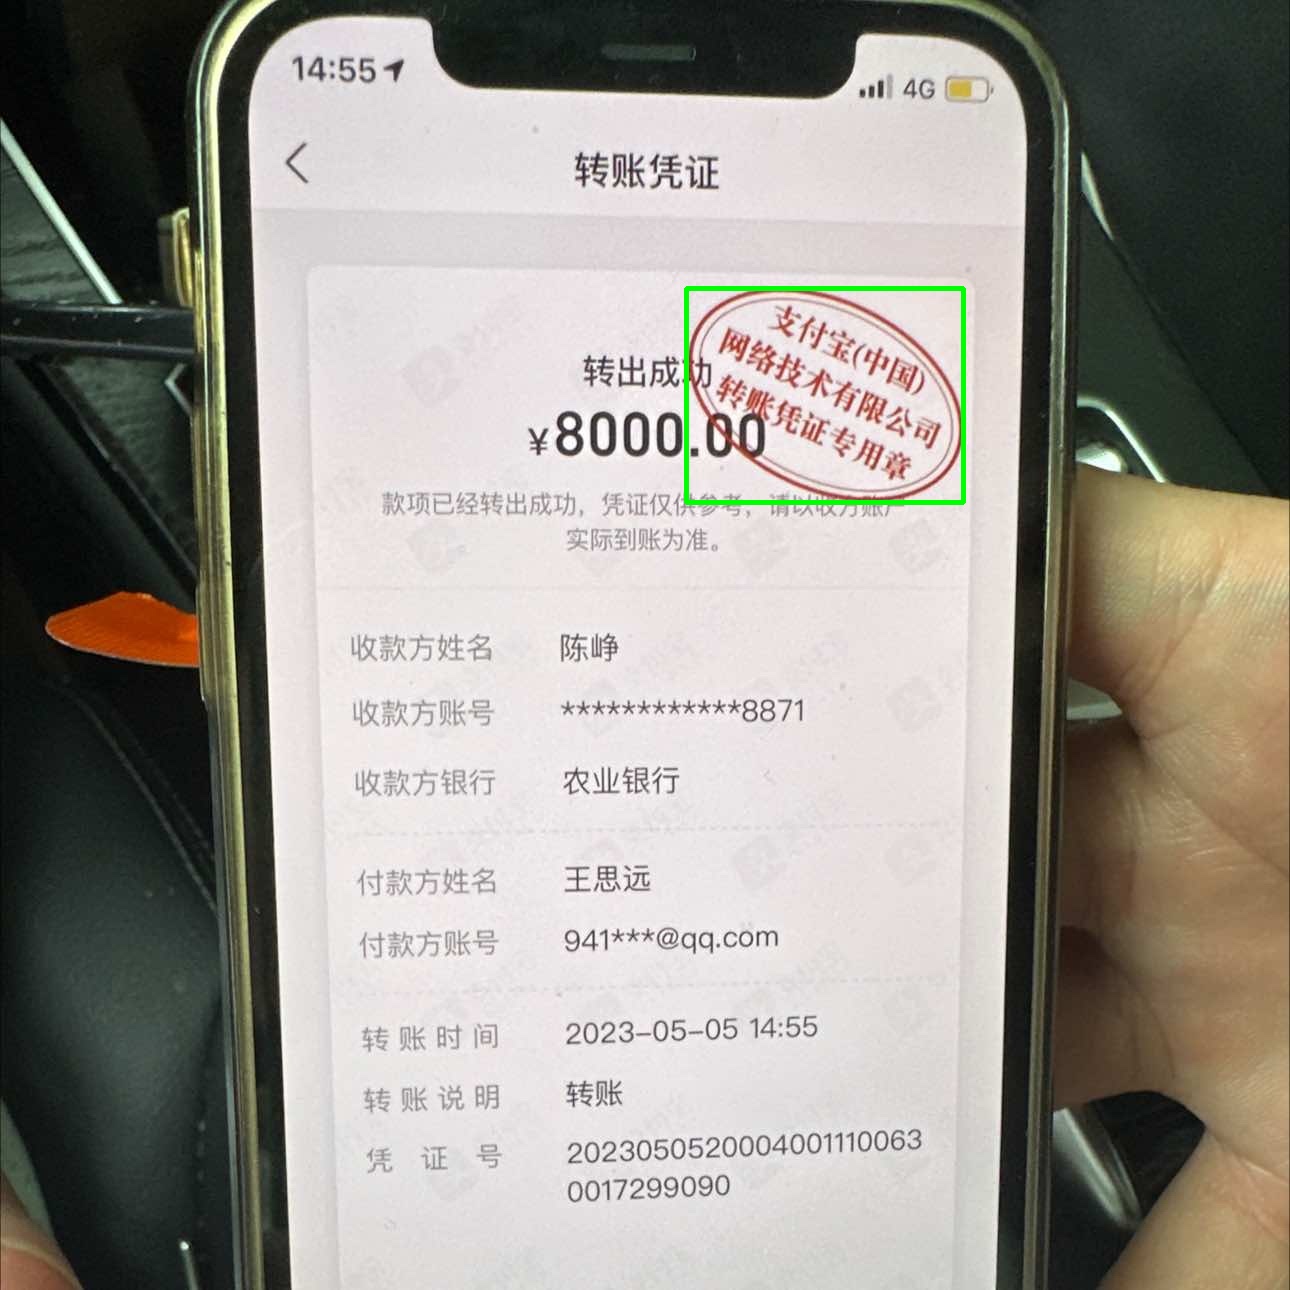 14:55
4G
转账凭证
支付宝(中国)
网络技术有限公司
转账凭证专用章
转出成功
¥8000.00
款项已经转出成功，凭证仅供参考，请以收方账户
实际到账为准。
收款方姓名 陈峥
收款方账号 ************8871
收款方银行 农业银行
付款方姓名 王思远
付款方账号 941***@qq.com
转账时间 2023-05-05 14:55
转账说明 转账
凭证号 2023050520004001110063
0017299090